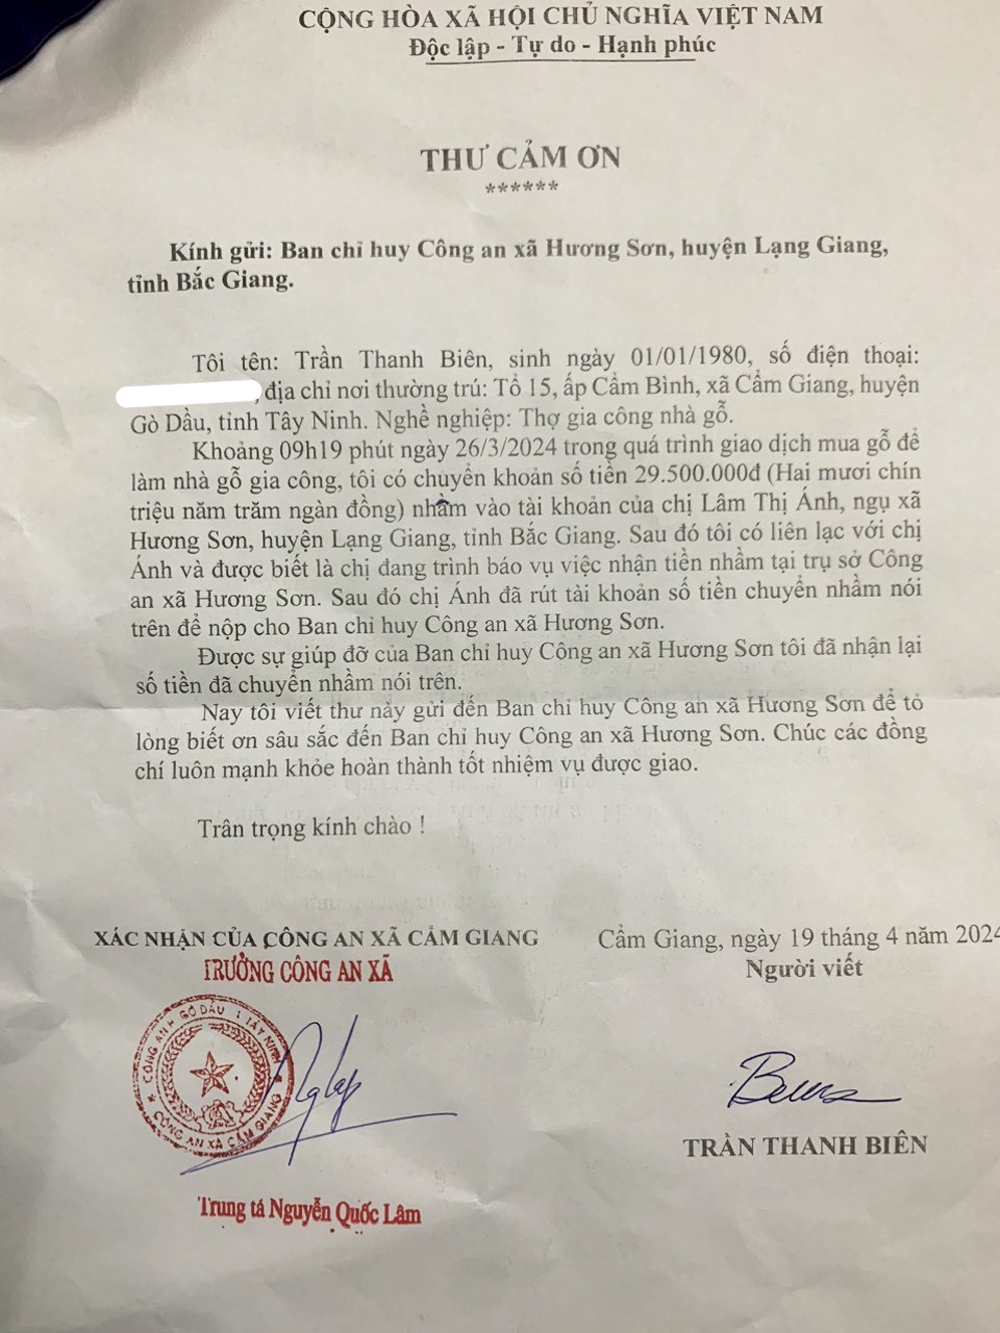 CỘNG HÒA XÃ HỘI CHỦ NGHĨA VIỆT NAM
Độc lập - Tự do - Hạnh phúc
THƯ CẢM ƠN
******
Kính gửi: Ban chỉ huy Công an xã Hương Sơn, huyện Lạng Giang,
tỉnh Bắc Giang.
Tôi tên: Trần Thanh Biên, sinh ngày 01/01/1980, số điện thoại:
, địa chỉ nơi thường trú: Tổ 15, ấp Cẩm Bình, xã Cẩm Giang, huyện
Gò Dầu, tỉnh Tây Ninh. Nghề nghiệp: Thợ gia công nhà gỗ.
Khoảng 09h19 phút ngày 26/3/2024 trong quá trình giao dịch mua gỗ để
làm nhà gỗ gia công, tôi có chuyển khoản số tiền 29.500.000đ (Hai mươi chín
triệu năm trăm ngàn đồng) nhầm vào tài khoản của chị Lâm Thị Ánh, ngụ xã
Hương Sơn, huyện Lạng Giang, tỉnh Bắc Giang. Sau đó tôi có liên lạc với chị
Ánh và được biết là chị đang trình báo vụ việc nhận tiền nhầm tại trụ sở Công
an xã Hương Sơn. Sau đó chị Ánh đã rút tài khoản số tiền chuyển nhầm nói
trên để nộp cho Ban chỉ huy Công an xã Hương Sơn.
Được sự giúp đỡ của Ban chỉ huy Công an xã Hương Sơn tôi đã nhận lại
số tiền đã chuyển nhầm nói trên.
Nay tôi viết thư này gửi đến Ban chỉ huy Công an xã Hương Sơn để tỏ
lòng biết ơn sâu sắc đến Ban chỉ huy Công an xã Hương Sơn. Chúc các đồng
chí luôn mạnh khỏe hoàn thành tốt nhiệm vụ được giao.
Trân trọng kính chào !
XÁC NHẬN CỦA CÔNG AN XÃ CẨM GIANG
TRƯỞNG CÔNG AN XÃ
CÔNG AN H GÒ DẦU T TÂY NINH
CÔNG AN XÃ CẨM GIANG
Trung tá Nguyễn Quốc Lâm
Cẩm Giang, ngày 19 tháng 4 năm 2024
Người viết
TRẦN THANH BIÊN